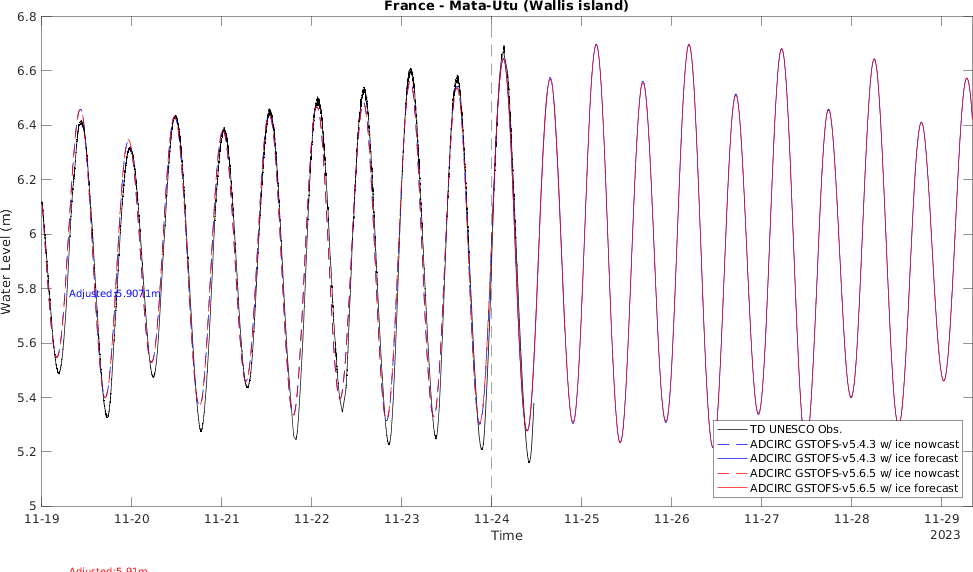 France - Mata-Utu (Wallis island)
6.8
6.6
6.4
6.2
6
5.8
5.6
5.4
5.2
5
Water Level (m)
Adjusted:5.9071m
TD UNESCO Obs.
ADCIRC GSTOFS-v5.4.3 w/ ice nowcast
ADCIRC GSTOFS-v5.4.3 w/ ice forecast
ADCIRC GSTOFS-v5.6.5 w/ ice nowcast
ADCIRC GSTOFS-v5.6.5 w/ ice forecast
11-19 11-20 11-21 11-22 11-23 11-24 11-25 11-26 11-27 11-28 11-29
Time
2023
Adjusted:5.91m